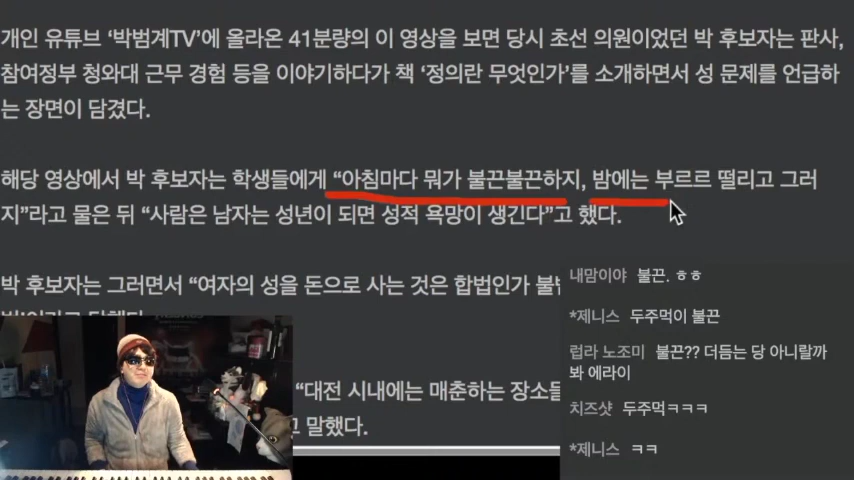 개인 유튜브 ‘박범계TV’에 올라온 41분량의 이 영상을 보면 당시 초선 의원이었던 박 후보자는 판사,
참여정부 청와대 근무 경험 등을 이야기하다가 책 ‘정의란 무엇인가’를 소개하면서 성 문제를 언급하
는 장면이 담겼다.
해당 영상에서 박 후보자는 학생들에게 “아침마다 뭐가 불끈불끈하지, 밤에는 부르르 떨리고 그러
지”라고 물은 뒤 “사람은 남자는 성년이 되면 성적 욕망이 생긴다”고 했다.
박 후보자는 그러면서 “여자의 성을 돈으로 사는 것은 합법인가
“대전 시내에는 매춘하는 장소
말했다.
내맘이야 불끈. ㅎㅎ
*제니스 두주먹이 불끈
럽라 노조미 불끈?? 더듬는 당 아니랄까
봐 에라이
치즈샷 두주먹ㅋㅋㅋ
*제니스 ㅋㅋ